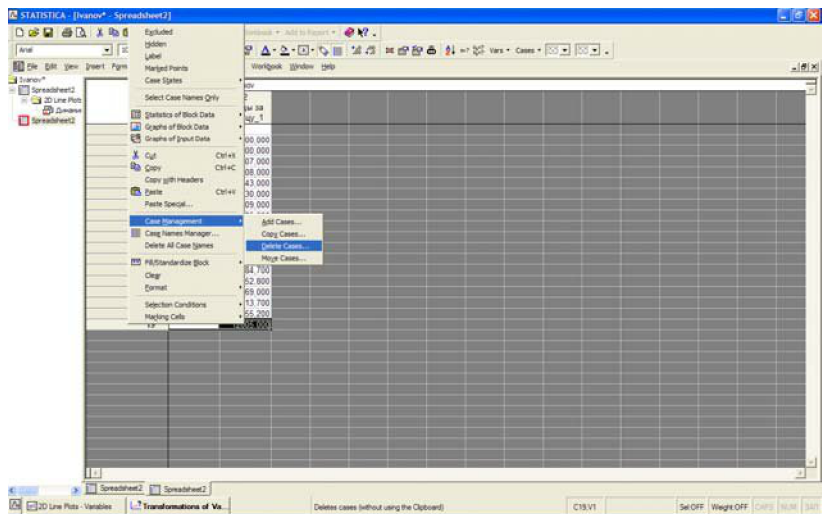 STATISTICA - [Ivanov* - Spreadsheet2]
Workbook Add to Report
Arial
Vars Cases
File Edit View Insert Workbook Window Help
Ivanov*
Spreadsheet2
2D Line Plots
Spreadsheet2
Excluded
Hidden
Label
Marked Points
Case States
Select Case Names Only
Statistics of Block Data
Graphs of Block Data
Graphs of Input Data
Cut Ctrl+X
Copy Ctrl+C
Copy with Headers
Paste Ctrl+V
Paste Special...
Case Management
Case Names Manager...
Delete All Case Names
Fill/Standardize Block
Clear
Format
Selection Conditions
Marking Cells
Add Cases...
Copy Cases...
Delete Cases...
Move Cases...
00,000
00,000
07,000
08,000
43,000
30,000
09,000
64,700
52,800
69,000
13,700
55,200
19
Spreadsheet2 Spreadsheet2
2D Line Plots - Variables Transformations of Va... Deletes cases (without using the Clipboard) C19,V1 Sel:OFF Weight:OFF CAPS NUM